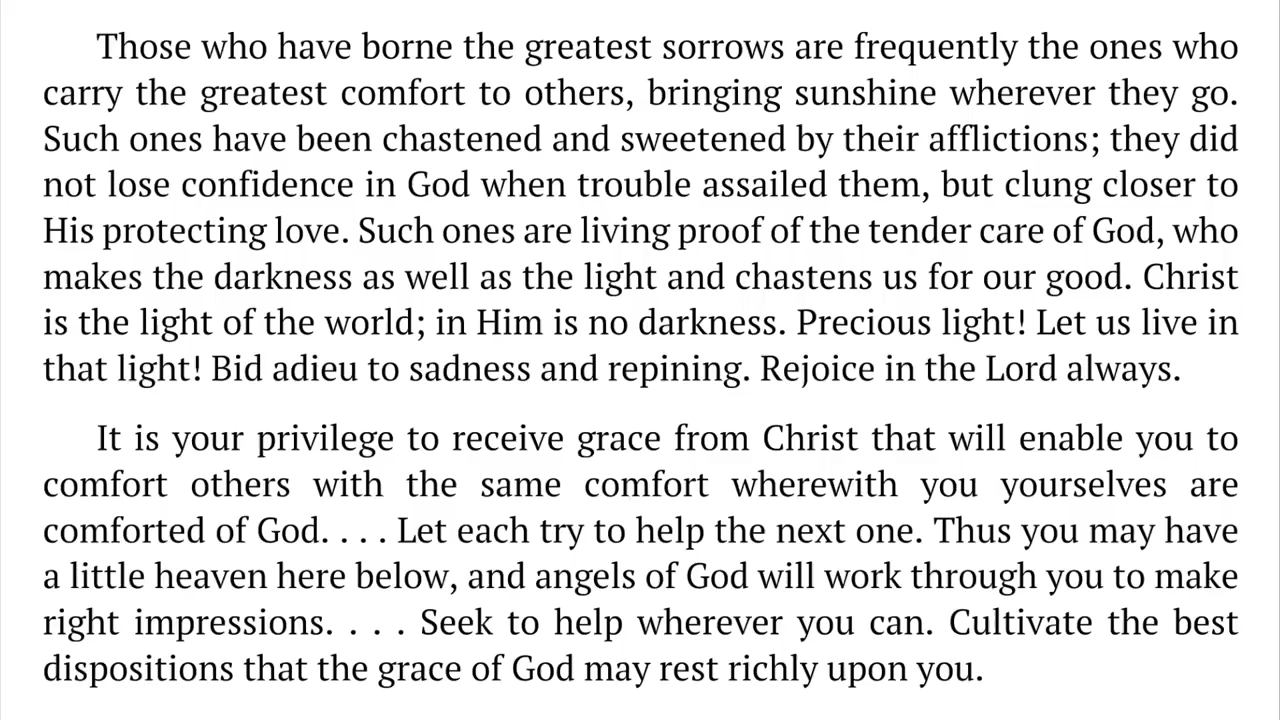 Those who have borne the greatest sorrows are frequently the ones who
carry the greatest comfort to others, bringing sunshine wherever they go.
Such ones have been chastened and sweetened by their afflictions; they did
not lose confidence in God when trouble assailed them, but clung closer to
His protecting love. Such ones are living proof of the tender care of God, who
makes the darkness as well as the light and chastens us for our good. Christ
is the light of the world; in Him is no darkness. Precious light! Let us live in
that light! Bid adieu to sadness and repining. Rejoice in the Lord always.
It is your privilege to receive grace from Christ that will enable you to
comfort others with the same comfort wherewith you yourselves are
comforted of God. . . . Let each try to help the next one. Thus you may have
a little heaven here below, and angels of God will work through you to make
right impressions. . . . Seek to help wherever you can. Cultivate the best
dispositions that the grace of God may rest richly upon you.